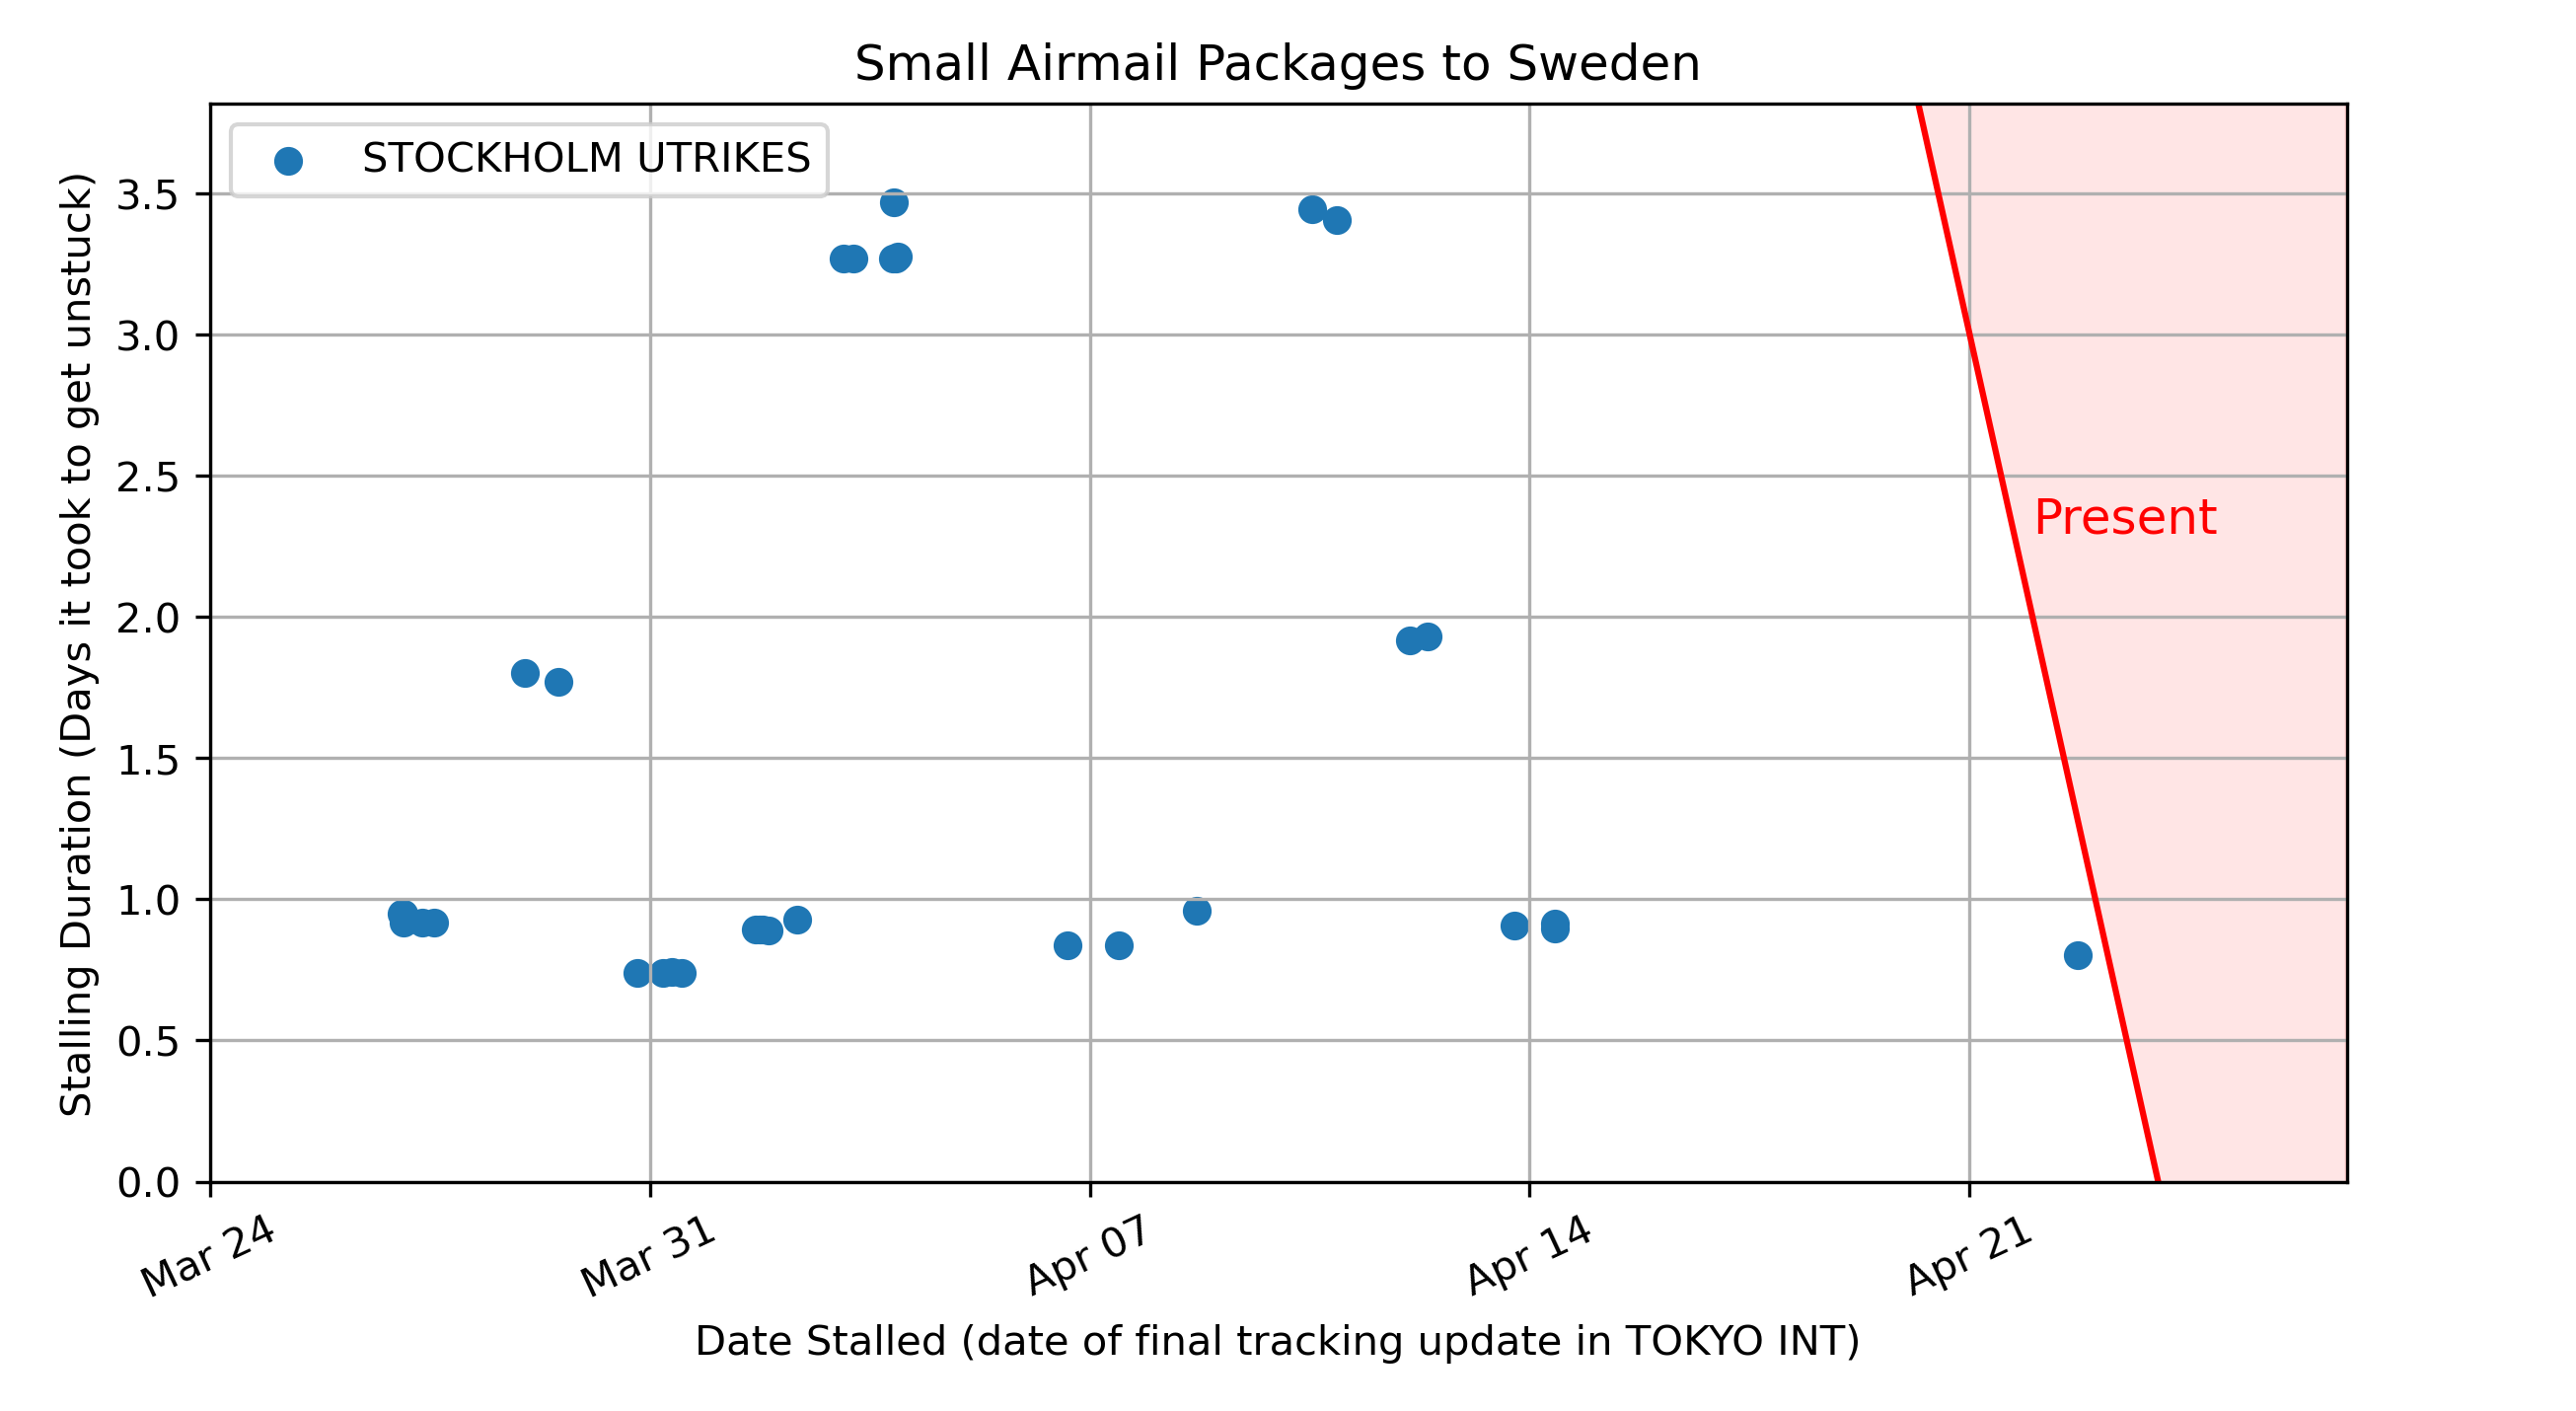 Small Airmail Packages to Sweden
STOCKHOLM UTRIKES
Stalling Duration (Days it took to get unstuck)
3.5
3.0
2.5
2.0
1.5
1.0
0.5
0.0
Present
Mar 24
Mar 31
Apr 07
Apr 14
Apr 21
Date Stalled (date of final tracking update in TOKYO INT)